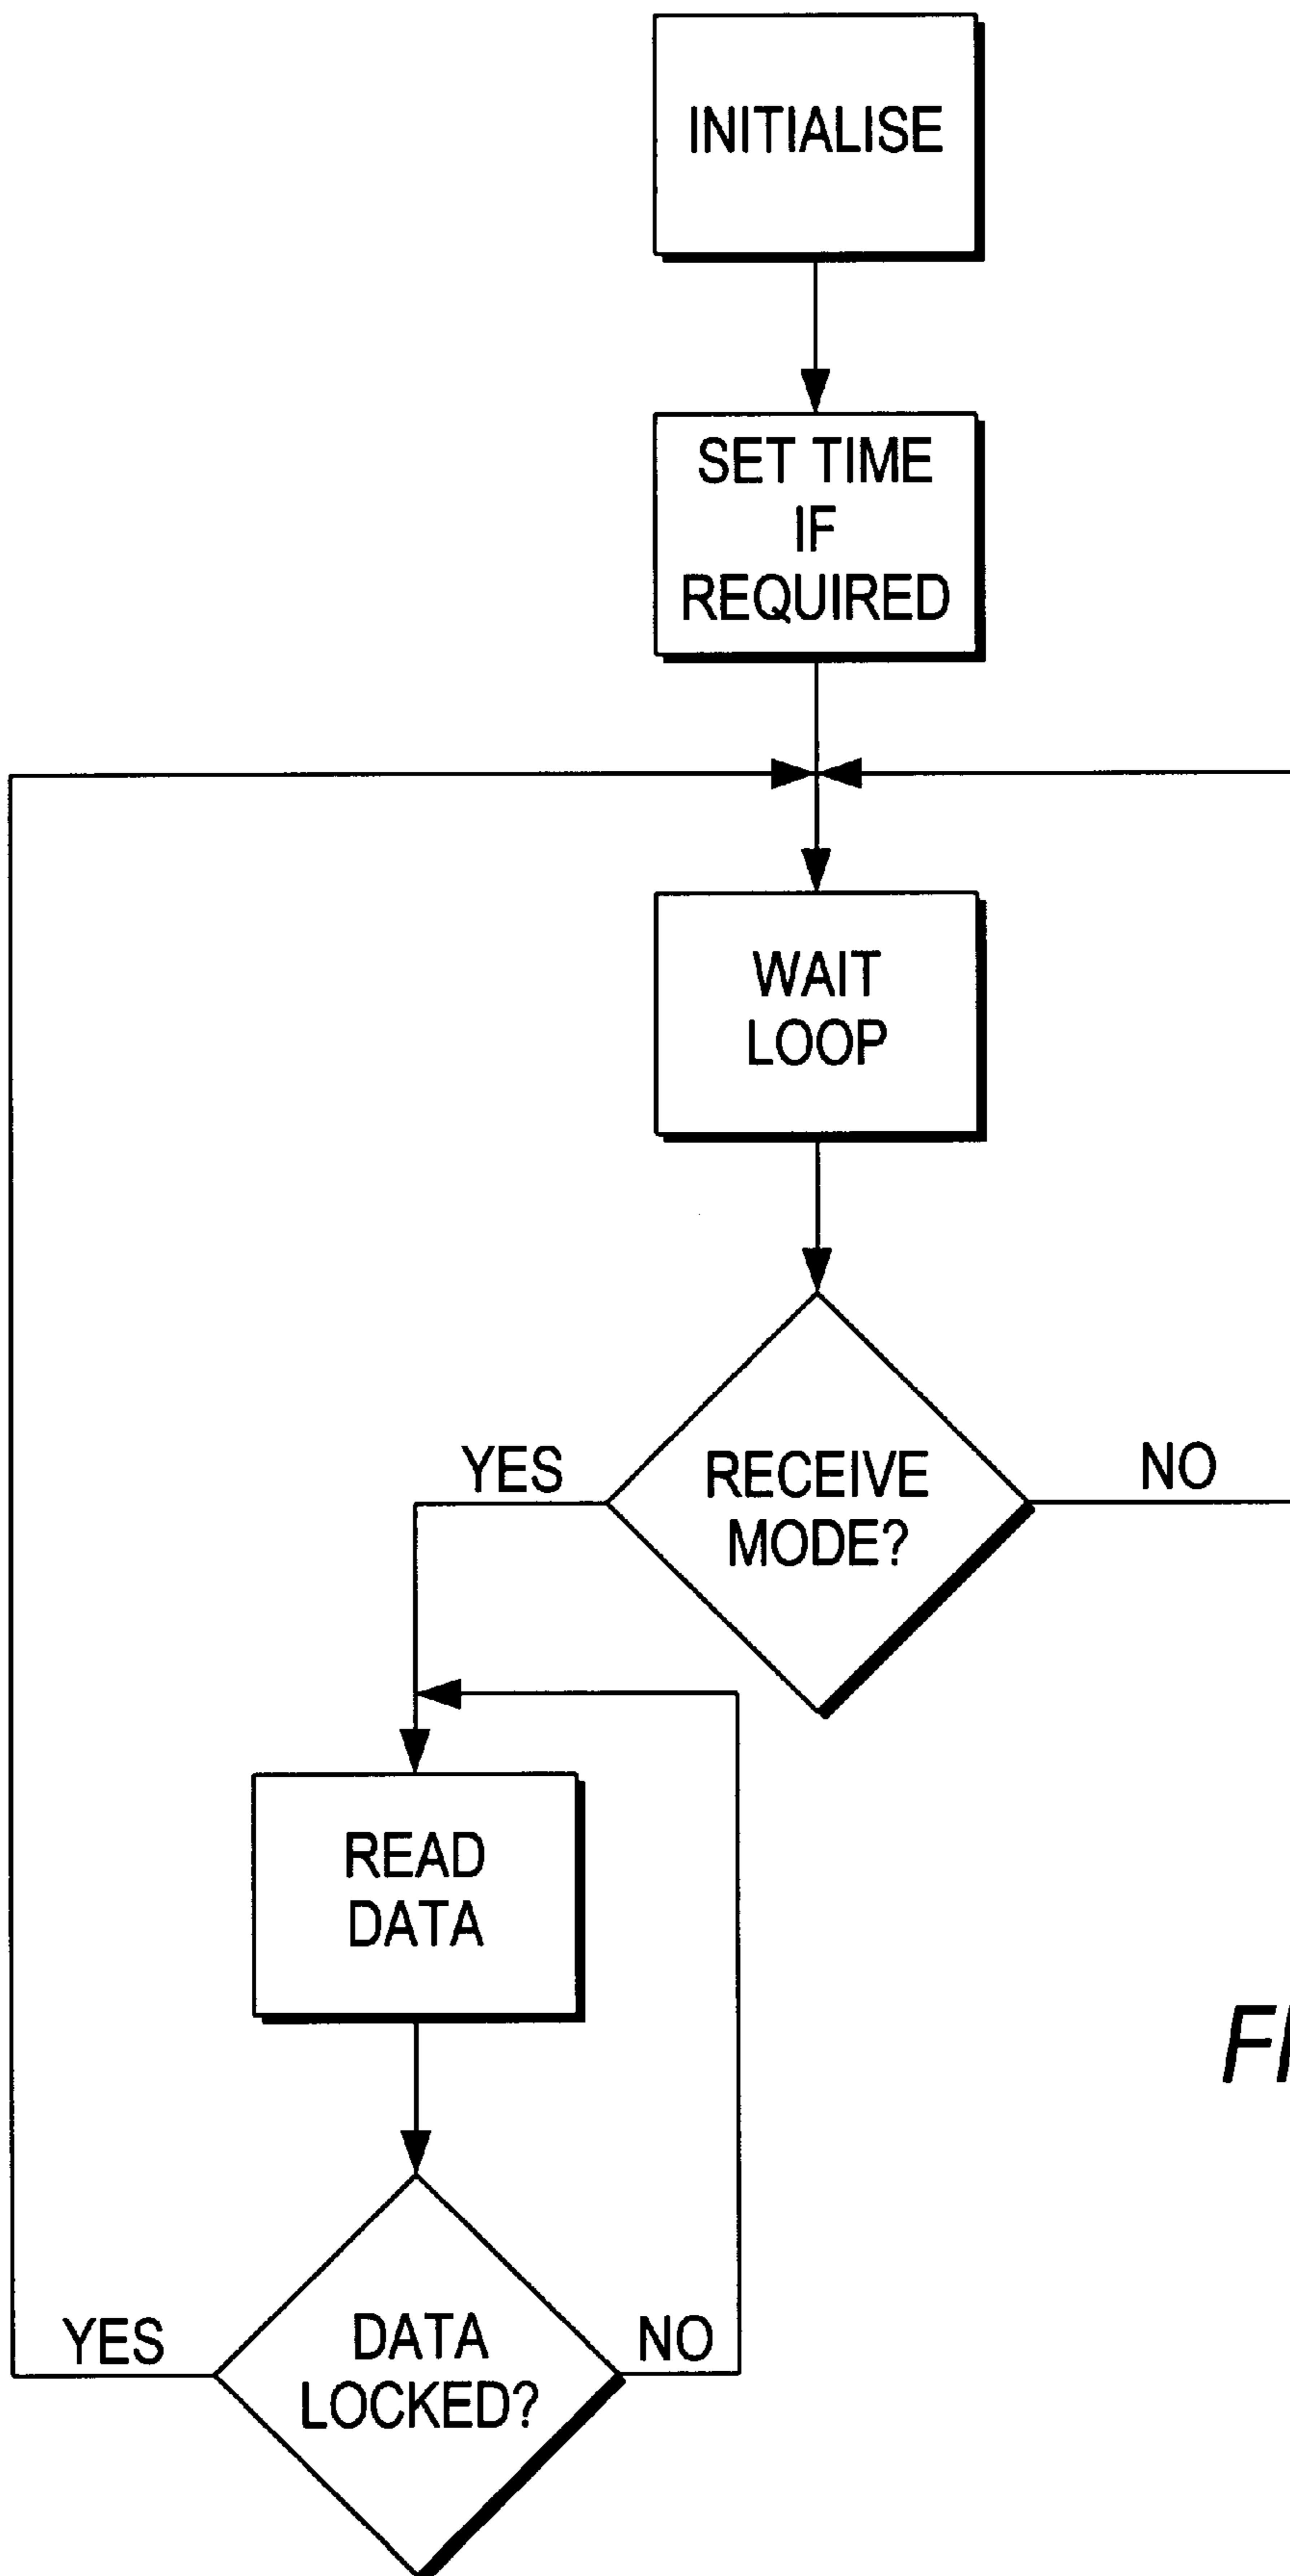 INITIALISE
SET TIME
IF
REQUIRED
WAIT
LOOP
YES
RECEIVE
MODE?
NO
READ
DATA
YES
DATA
LOCKED?
NO